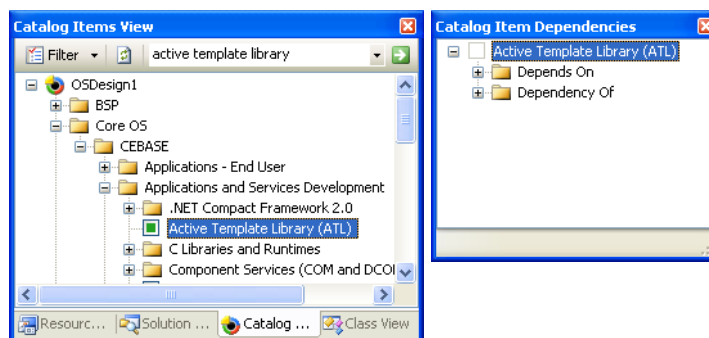 Catalog Items View
Filter
active template library
OSDesign1
BSP
Core OS
CEBASE
Applications - End User
Applications and Services Development
.NET Compact Framework 2.0
Active Template Library (ATL)
C Libraries and Runtimes
Component Services (COM and DCO
Resourc... Solution ... Catalog ... Class View
Catalog Item Dependencies
Active Template Library (ATL)
Depends On
Dependency Of